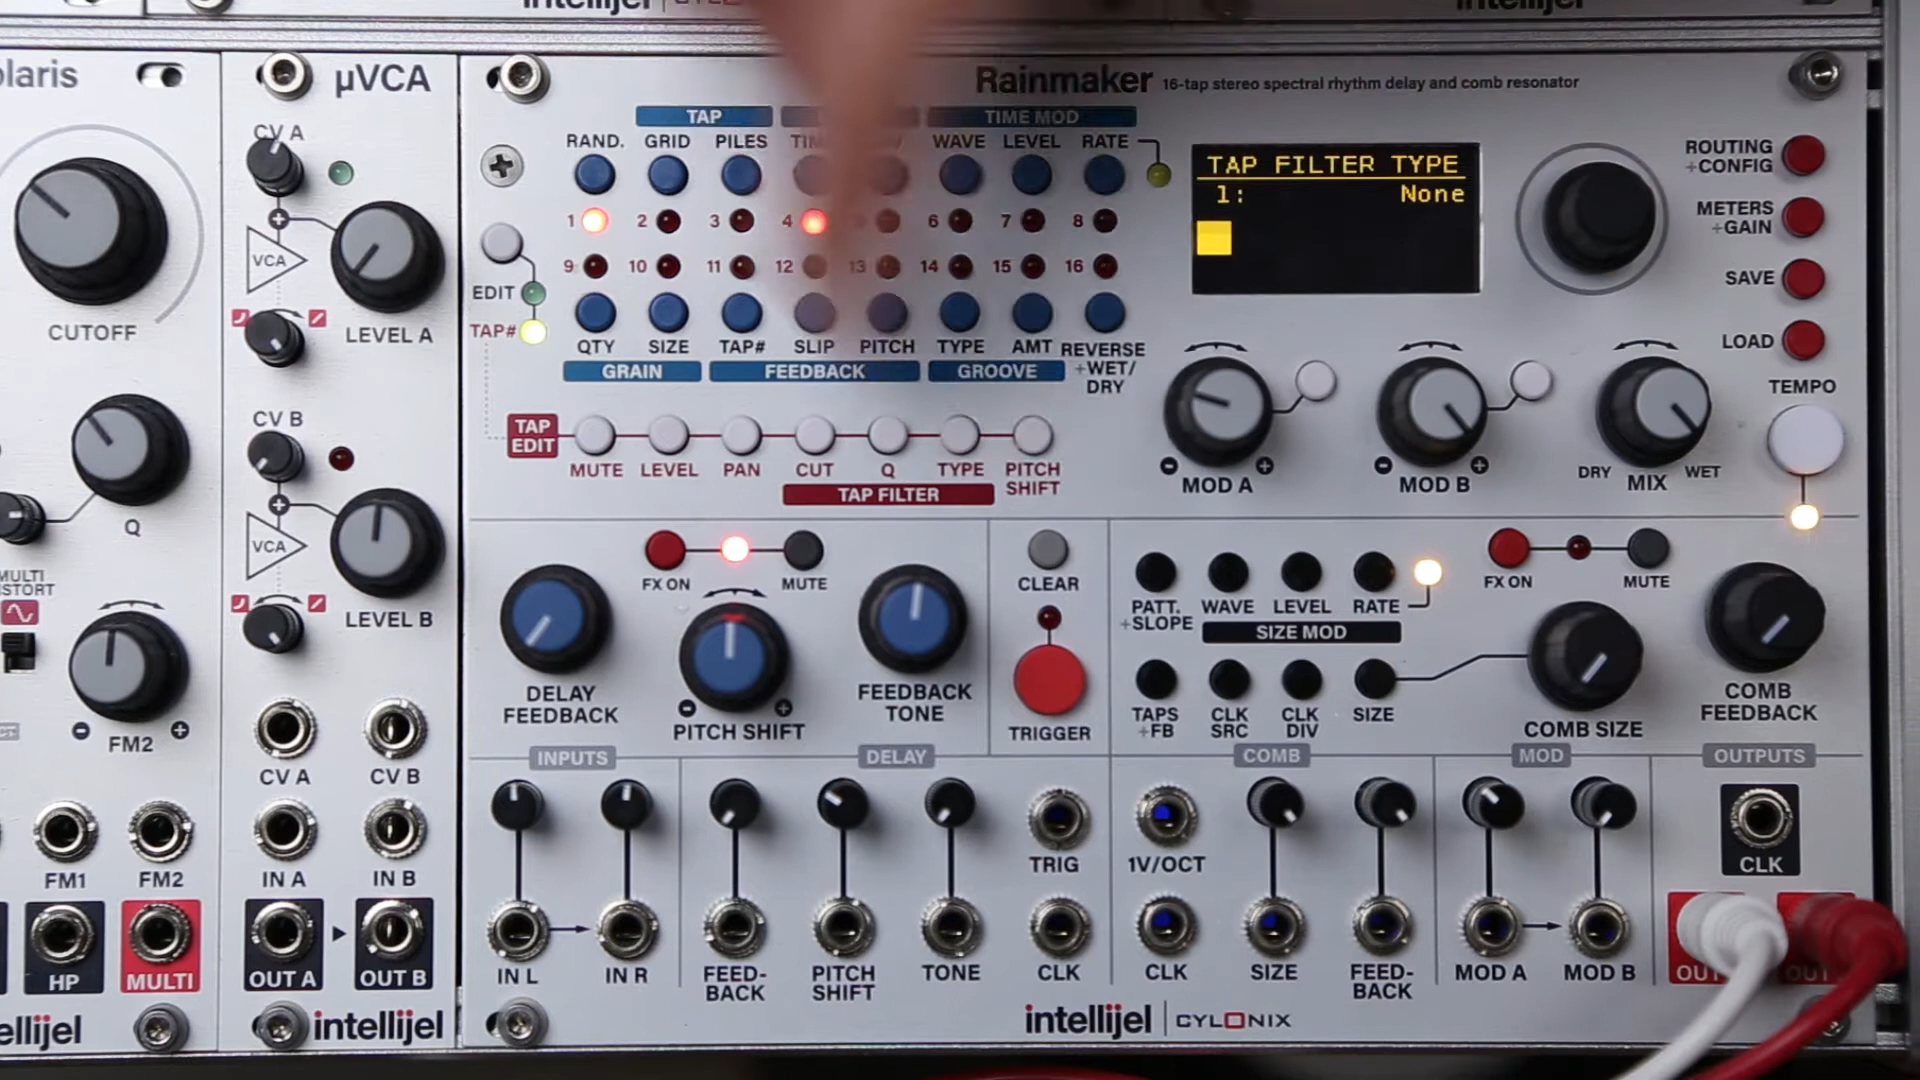 intellijel
intellijel
olaris
CUTOFF
Q
MULTI
FM2
FM1
FM2
HP
MULTI
ellijel
µVCA
CV A
VCA
LEVEL A
CV B
VCA
LEVEL B
CV A
CV B
IN A
IN B
OUT A
OUT B
intellijel
Rainmaker 16-tap stereo spectral rhythm delay and comb resonator
TAP
TIME MOD
RAND. GRID PILES
WAVE LEVEL RATE
1 2 3 4 6 7 8
9 10 11 12 13 14 15 16
EDIT
TAP#
QTY SIZE TAP# SLIP PITCH TYPE AMT REVERSE
+WET/
DRY
GRAIN
FEEDBACK
GROOVE
TAP
EDIT
MUTE LEVEL PAN CUT Q TYPE PITCH
SHIFT
TAP FILTER
TAP FILTER TYPE
1: None
ROUTING
+CONFIG
METERS
+GAIN
SAVE
LOAD
TEMPO
MOD A
MOD B
DRY MIX WET
FX ON
MUTE
DELAY
FEEDBACK
PITCH SHIFT
FEEDBACK
TONE
CLEAR
TRIGGER
PATT.
+SLOPE
WAVE LEVEL RATE
SIZE MOD
TAPS
+FB
CLK
SRC
CLK
DIV
SIZE
FX ON
MUTE
COMB SIZE
COMB
FEEDBACK
INPUTS
DELAY
COMB
MOD
OUTPUTS
TRIG
1V/OCT
CLK
IN L
IN R
FEED-
BACK
PITCH
SHIFT
TONE
CLK
CLK
SIZE
FEED-
BACK
MOD A
MOD B
OUT
OUT
intellijel | CYLONIX